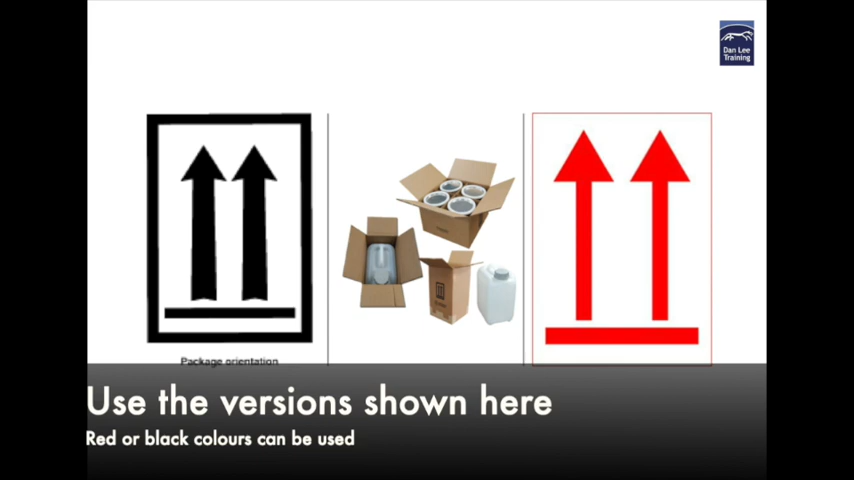 Dan Lee
Training
Package orientation
Use the versions shown here
Red or black colours can be used